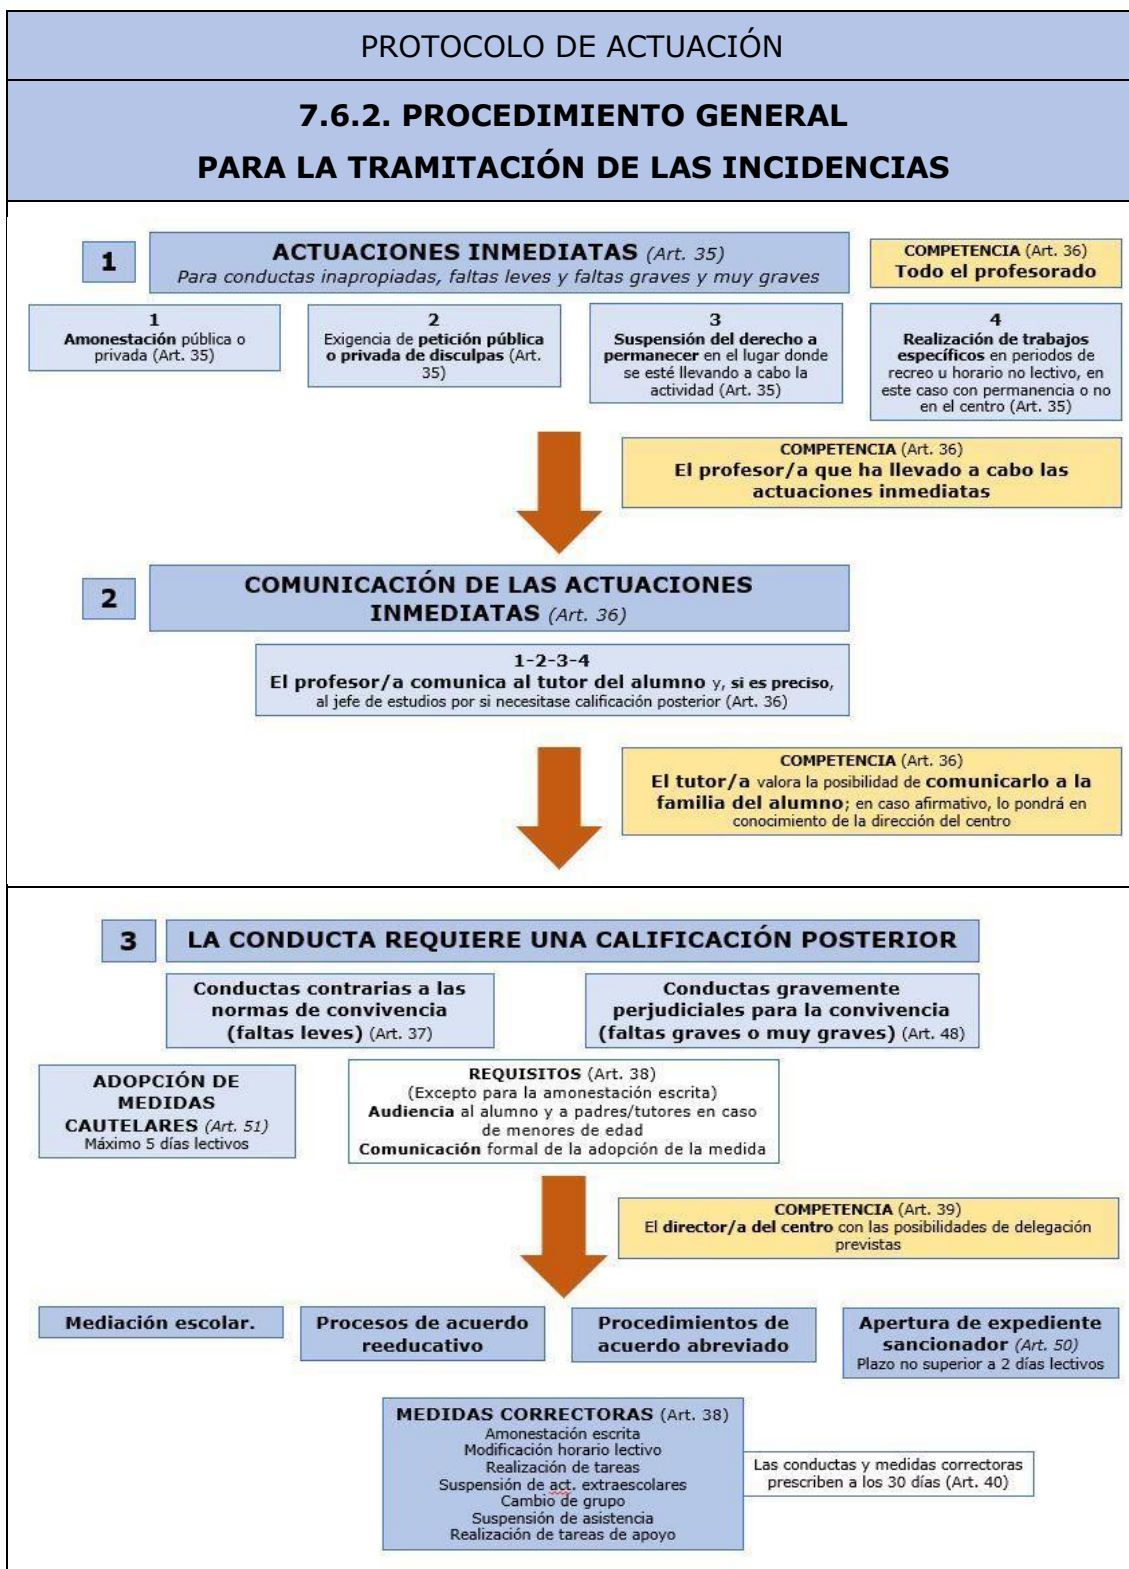 PROTOCOLO DE ACTUACIÓN
7.6.2. PROCEDIMIENTO GENERAL
PARA LA TRAMITACIÓN DE LAS INCIDENCIAS
1
ACTUACIONES INMEDIATAS (Art. 35)
Para conductas inapropiadas, faltas leves y faltas graves y muy graves
COMPETENCIA (Art. 36)
Todo el profesorado
1
Amonestación pública o
privada (Art. 35)
2
Exigencia de petición pública
o privada de disculpas (Art.
35)
3
Suspensión del derecho a
permanecer en el lugar donde
se esté llevando a cabo la
actividad (Art. 35)
4
Realización de trabajos
específicos en periodos de
recreo u horario no lectivo, en
este caso con permanencia o no
en el centro (Art. 35)
COMPETENCIA (Art. 36)
El profesor/a que ha llevado a cabo las
actuaciones inmediatas
2
COMUNICACIÓN DE LAS ACTUACIONES
INMEDIATAS (Art. 36)
1-2-3-4
El profesor/a comunica al tutor del alumno y, si es preciso,
al jefe de estudios por si necesitase calificación posterior (Art. 36)
COMPETENCIA (Art. 36)
El tutor/a valora la posibilidad de comunicarlo a la
familia del alumno; en caso afirmativo, lo pondrá en
conocimiento de la dirección del centro
3
LA CONDUCTA REQUIERE UNA CALIFICACIÓN POSTERIOR
Conductas contrarias a las
normas de convivencia
(faltas leves) (Art. 37)
Conductas gravemente
perjudiciales para la convivencia
(faltas graves o muy graves) (Art. 48)
ADOPCIÓN DE
MEDIDAS
CAUTELARES (Art. 51)
Máximo 5 días lectivos
REQUISITOS (Art. 38)
(Excepto para la amonestación escrita)
Audiencia al alumno y a padres/tutores en caso
de menores de edad
Comunicación formal de la adopción de la medida
COMPETENCIA (Art. 39)
El director/a del centro con las posibilidades de delegación
previstas
Mediación escolar.
Procesos de acuerdo
reeducativo
Procedimientos de
acuerdo abreviado
Apertura de expediente
sancionador (Art. 50)
Plazo no superior a 2 días lectivos
MEDIDAS CORRECTORAS (Art. 38)
Amonestación escrita
Modificación horario lectivo
Realización de tareas
Suspensión de act. extraescolares
Cambio de grupo
Suspensión de asistencia
Realización de tareas de apoyo
Las conductas y medidas correctoras
prescriben a los 30 días (Art. 40)